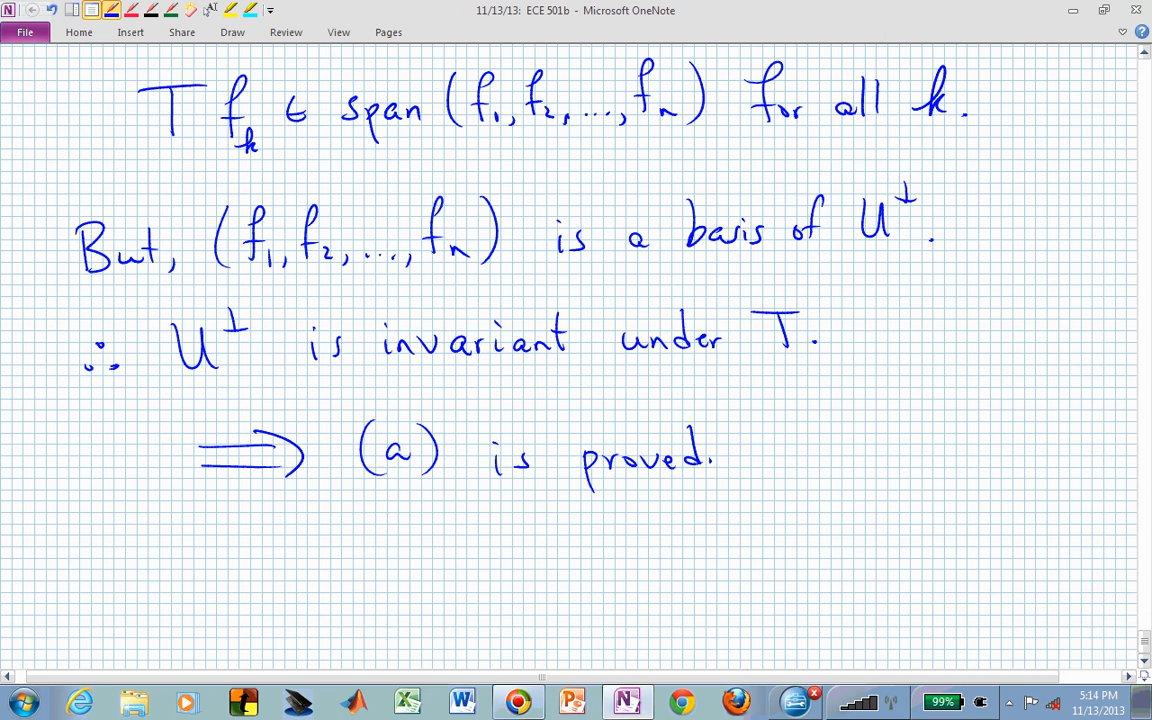 11/13/13: ECE 501b - Microsoft OneNote
File Home Insert Share Draw Review View Pages
T f_k ∈ span (f_1, f_2, ..., f_n) for all k.
But, (f_1, f_2, ..., f_n) is a basis of U^⊥.
∴ U^⊥ is invariant under T.
⟹ (a) is proved.
99%
5:14 PM
11/13/2013